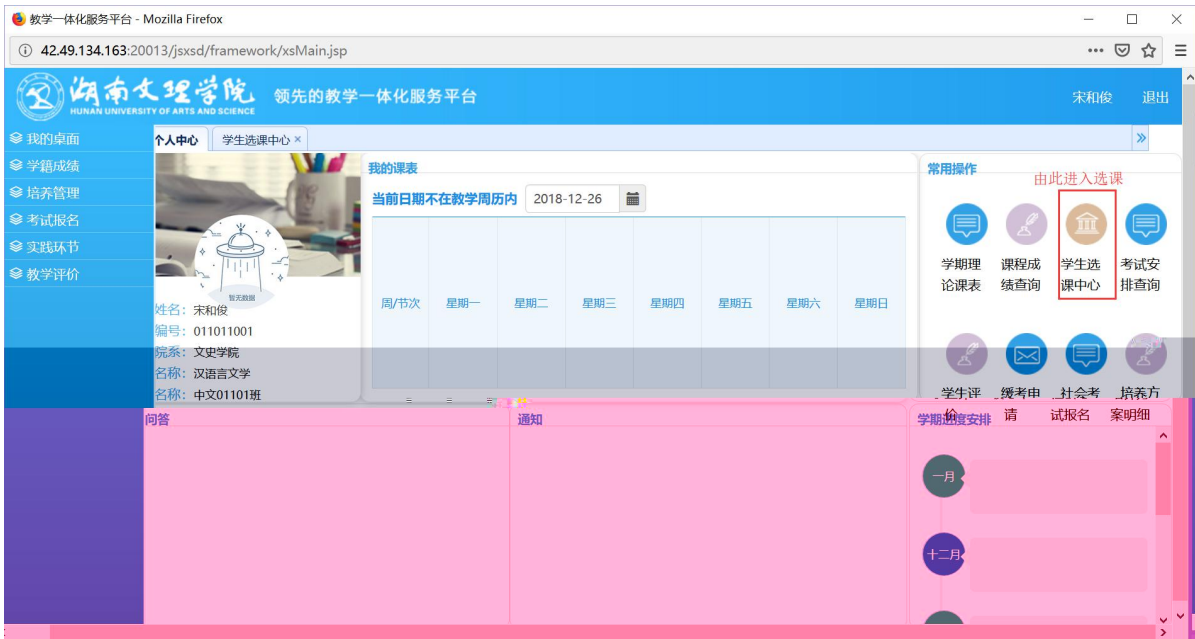 教学一体化服务平台 - Mozilla Firefox
42.49.134.163:20013/jsxsd/framework/xsMain.jsp
湖南文理学院
HUNAN UNIVERSITY OF ARTS AND SCIENCE
领先的教学一体化服务平台
宋和俊 退出
我的桌面
学籍成绩
培养管理
考试报名
实践环节
教学评价
个人中心 学生选课中心 ×
暂无数据
姓名：宋和俊
编号：011011001
院系：文史学院
名称：汉语言文学
名称：中文01101班
我的课表
当前日期不在教学周历内 2018-12-26
周/节次 星期一 星期二 星期三 星期四 星期五 星期六 星期日
常用操作
由此进入选课
学期理论课表
课程成绩查询
学生选课中心
考试安排查询
学生评价
缓考申请
社会考试报名
培养方案明细
问答
通知
学期进度安排
一月
十二月